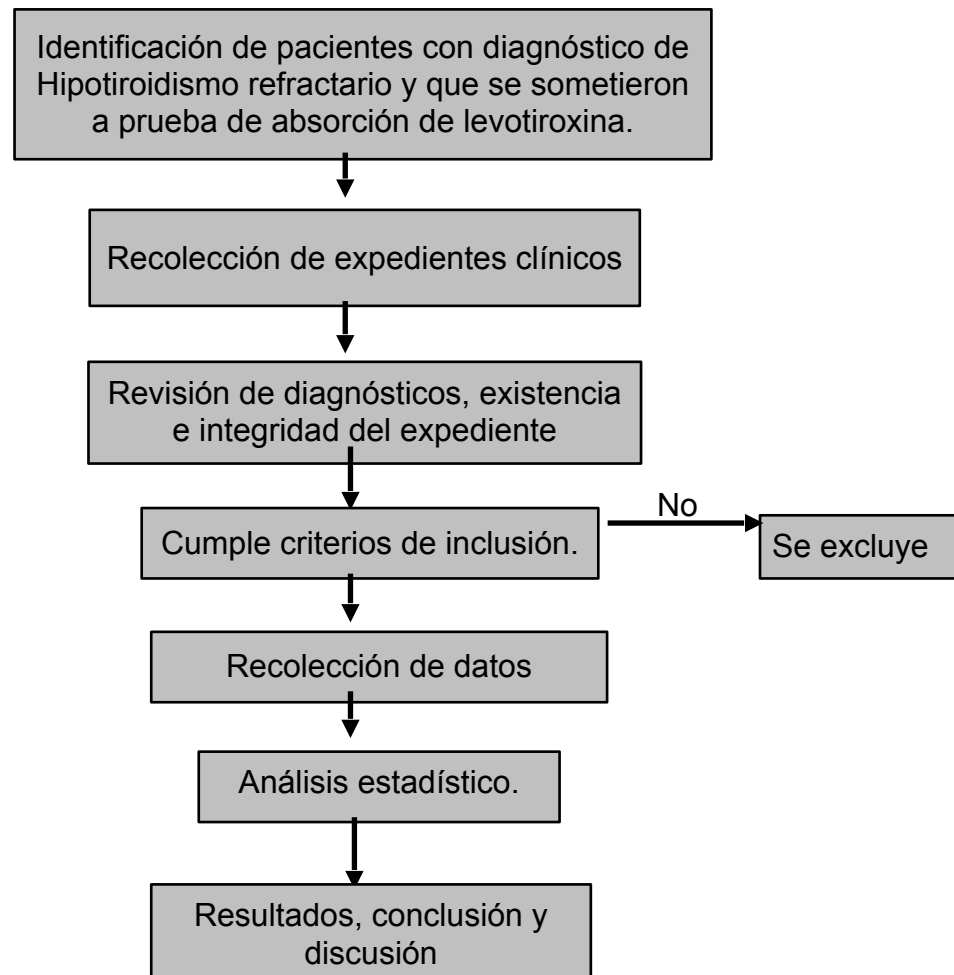 Identificación de pacientes con diagnóstico de
Hipotiroidismo refractario y que se sometieron
a prueba de absorción de levotiroxina.
Recolección de expedientes clínicos
Revisión de diagnósticos, existencia
e integridad del expediente
Cumple criterios de inclusión.
No
Se excluye
Recolección de datos
Análisis estadístico.
Resultados, conclusión y
discusión